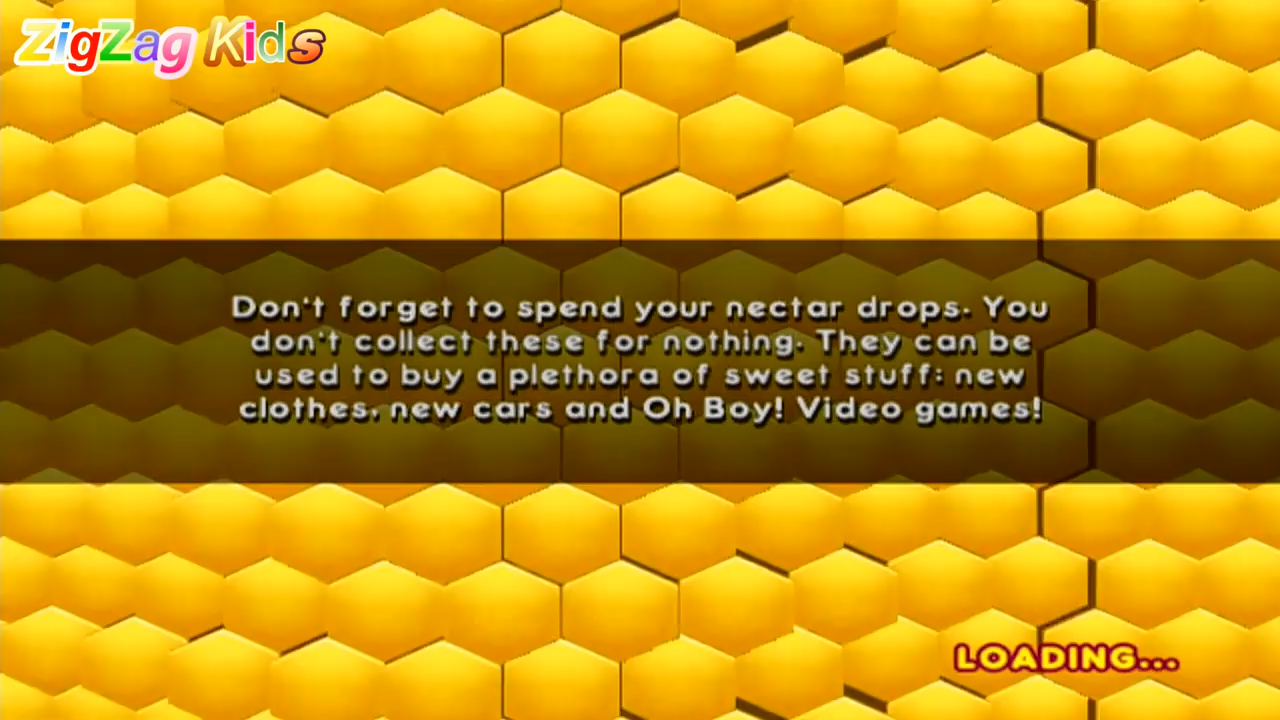 ZigZag Kids
Don't forget to spend your nectar drops. You
don't collect these for nothing. They can be
used to buy a plethora of sweet stuff: new
clothes, new cars and Oh Boy! Video games!
LOADING...